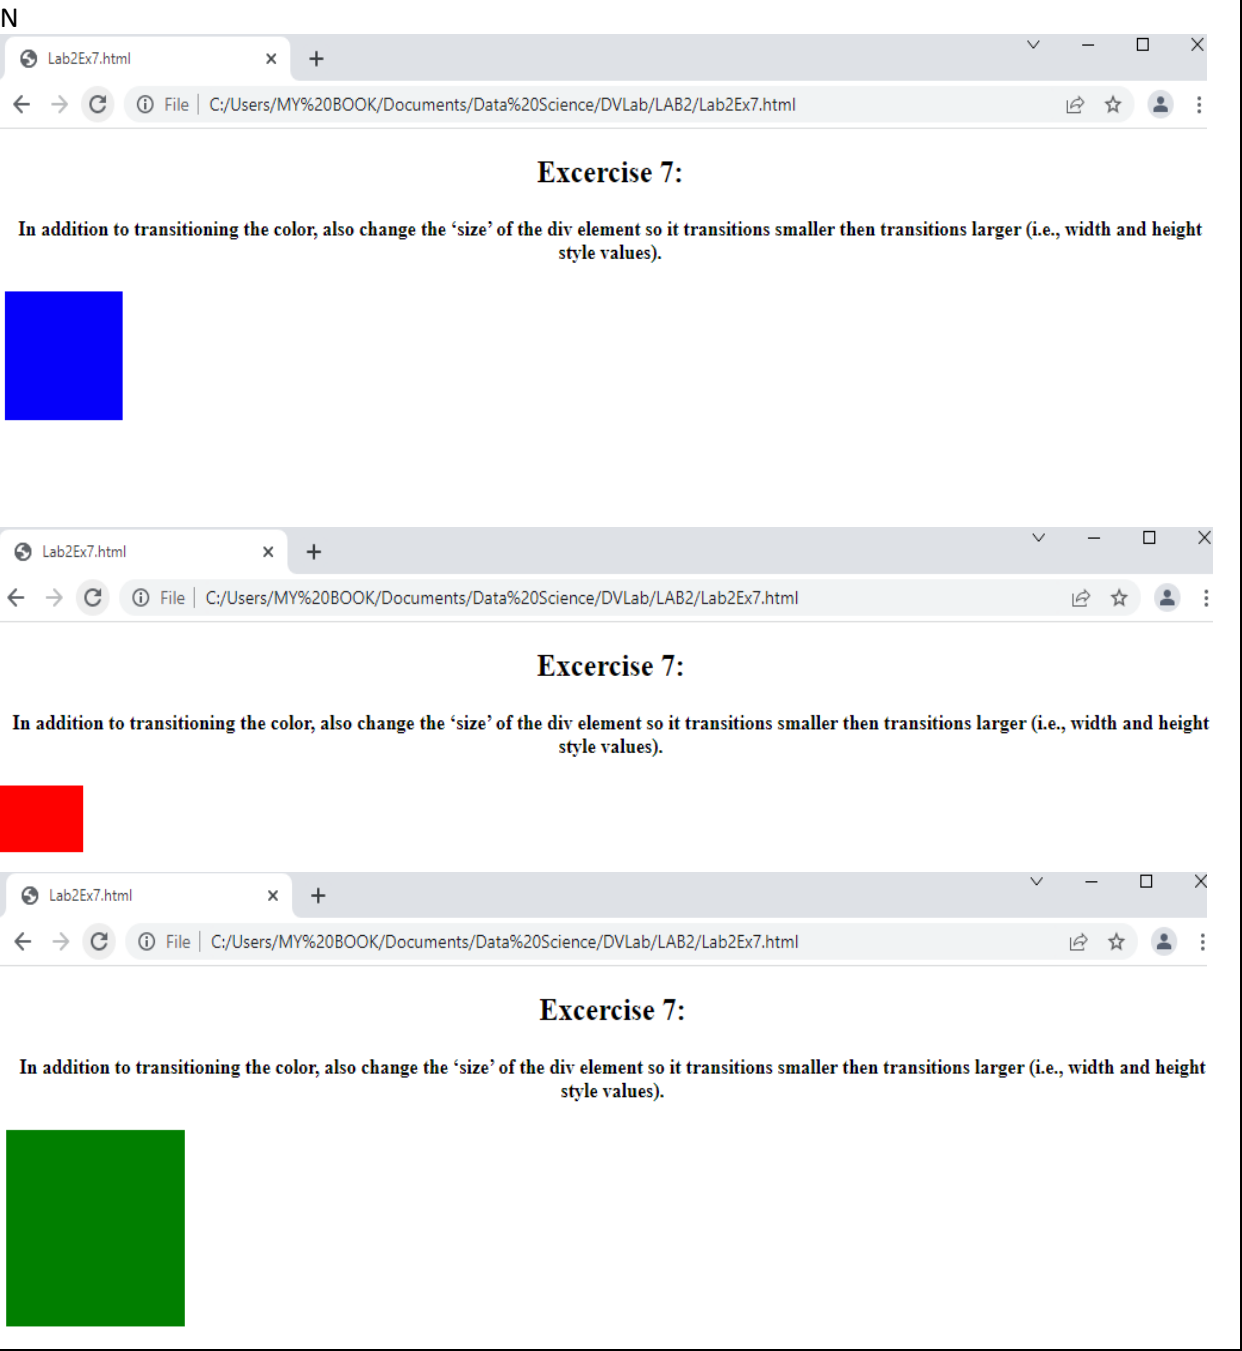 N
Lab2Ex7.html
File C:/Users/MY%20BOOK/Documents/Data%20Science/DVLab/LAB2/Lab2Ex7.html
Excercise 7:
In addition to transitioning the color, also change the ‘size’ of the div element so it transitions smaller then transitions larger (i.e., width and height
style values).
Lab2Ex7.html
File C:/Users/MY%20BOOK/Documents/Data%20Science/DVLab/LAB2/Lab2Ex7.html
Excercise 7:
In addition to transitioning the color, also change the ‘size’ of the div element so it transitions smaller then transitions larger (i.e., width and height
style values).
Lab2Ex7.html
File C:/Users/MY%20BOOK/Documents/Data%20Science/DVLab/LAB2/Lab2Ex7.html
Excercise 7:
In addition to transitioning the color, also change the ‘size’ of the div element so it transitions smaller then transitions larger (i.e., width and height
style values).